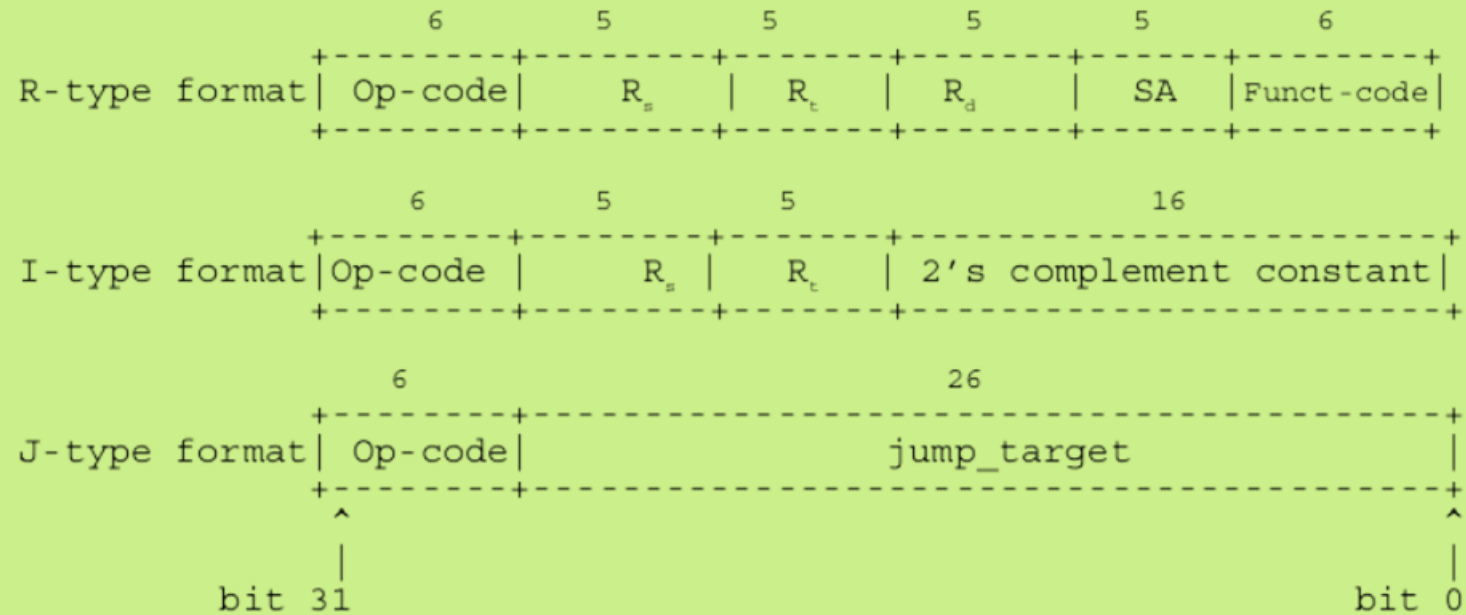 6 5 5 5 5 6
+--------+--------+-------+-------+------+--------+
R-type format| Op-code| Rs | Rt | Rd | SA |Funct-code|
+--------+--------+-------+-------+------+--------+
6 5 5 16
+--------+--------+-------+------------------------+
I-type format|Op-code | Rs | Rt | 2's complement constant|
+--------+--------+-------+------------------------+
6 26
+--------+-----------------------------------------+
J-type format| Op-code| jump_target |
+--------+-----------------------------------------+
^ ^
| |
bit 31 bit 0